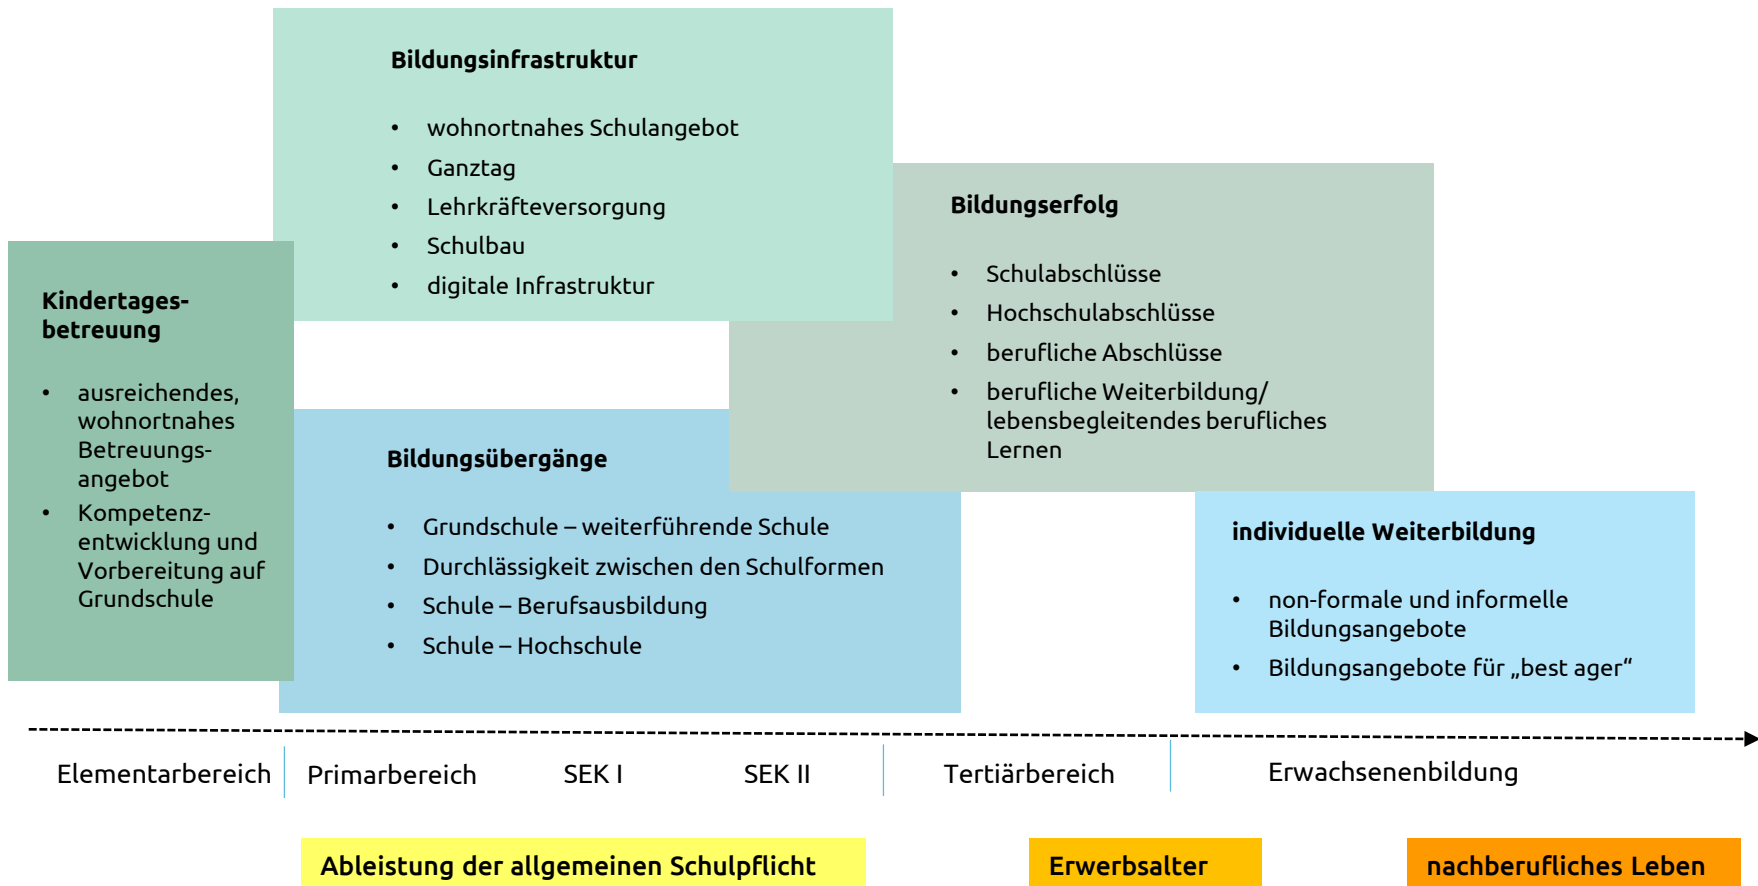 Bildungsinfrastruktur
• wohnortnahes Schulangebot
• Ganztag
• Lehrkräfteversorgung
• Schulbau
• digitale Infrastruktur
Bildungserfolg
• Schulabschlüsse
• Hochschulabschlüsse
• berufliche Abschlüsse
• berufliche Weiterbildung/
lebensbegleitendes berufliches
Lernen
Kindertages-
betreuung
• ausreichendes,
wohnortnahes
Betreuungs-
angebot
• Kompetenz-
entwicklung und
Vorbereitung auf
Grundschule
Bildungsübergänge
• Grundschule – weiterführende Schule
• Durchlässigkeit zwischen den Schulformen
• Schule – Berufsausbildung
• Schule – Hochschule
individuelle Weiterbildung
• non-formale und informelle
Bildungsangebote
• Bildungsangebote für „best ager“
Elementarbereich
Primarbereich
SEK I
SEK II
Tertiärbereich
Erwachsenenbildung
Ableistung der allgemeinen Schulpflicht
Erwerbsalter
nachberufliches Leben